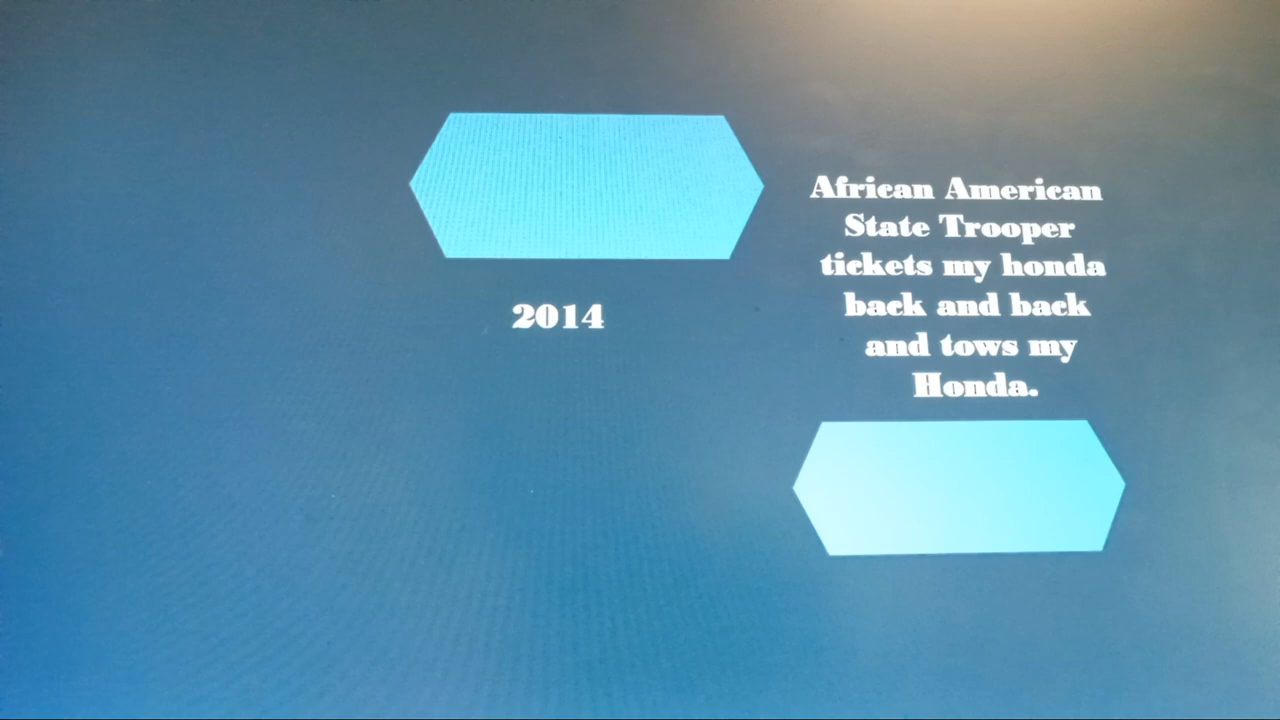 2014
African American
State Trooper
tickets my honda
back and back
and tows my
Honda.